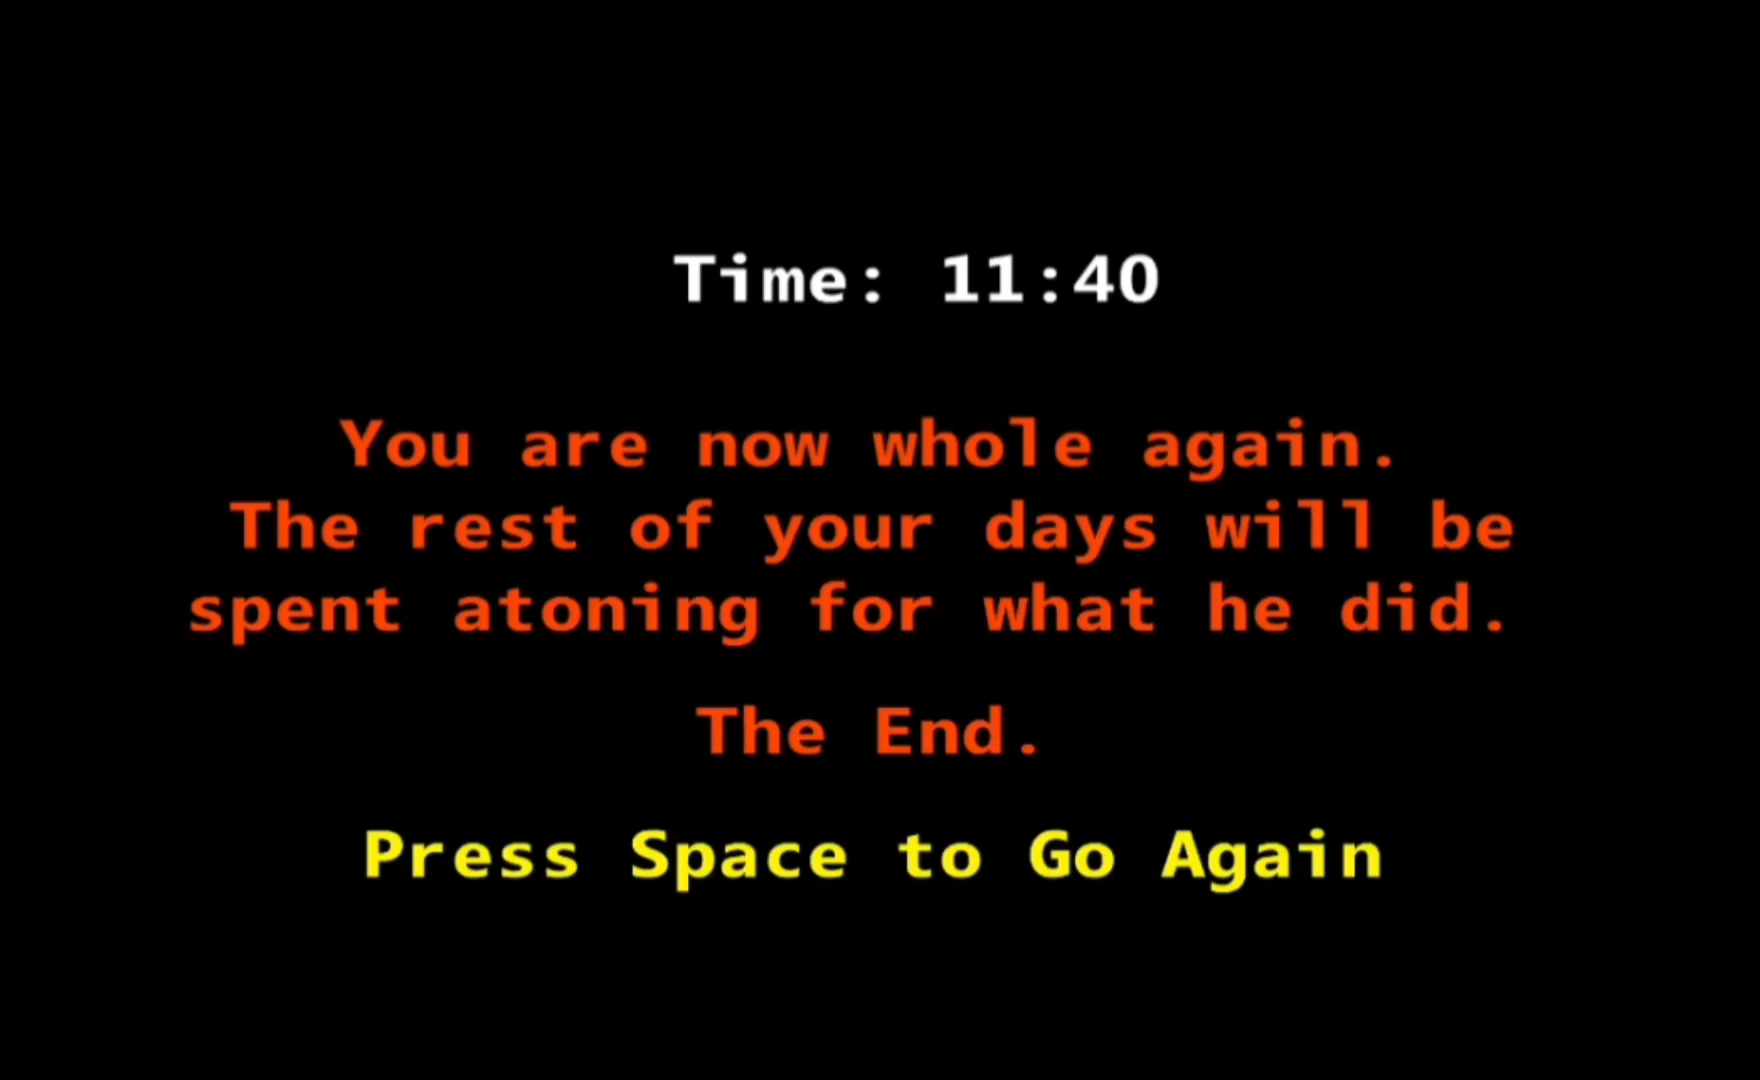 Time: 11:40
You are now whole again.
The rest of your days will be
spent atoning for what he did.
The End.
Press Space to Go Again